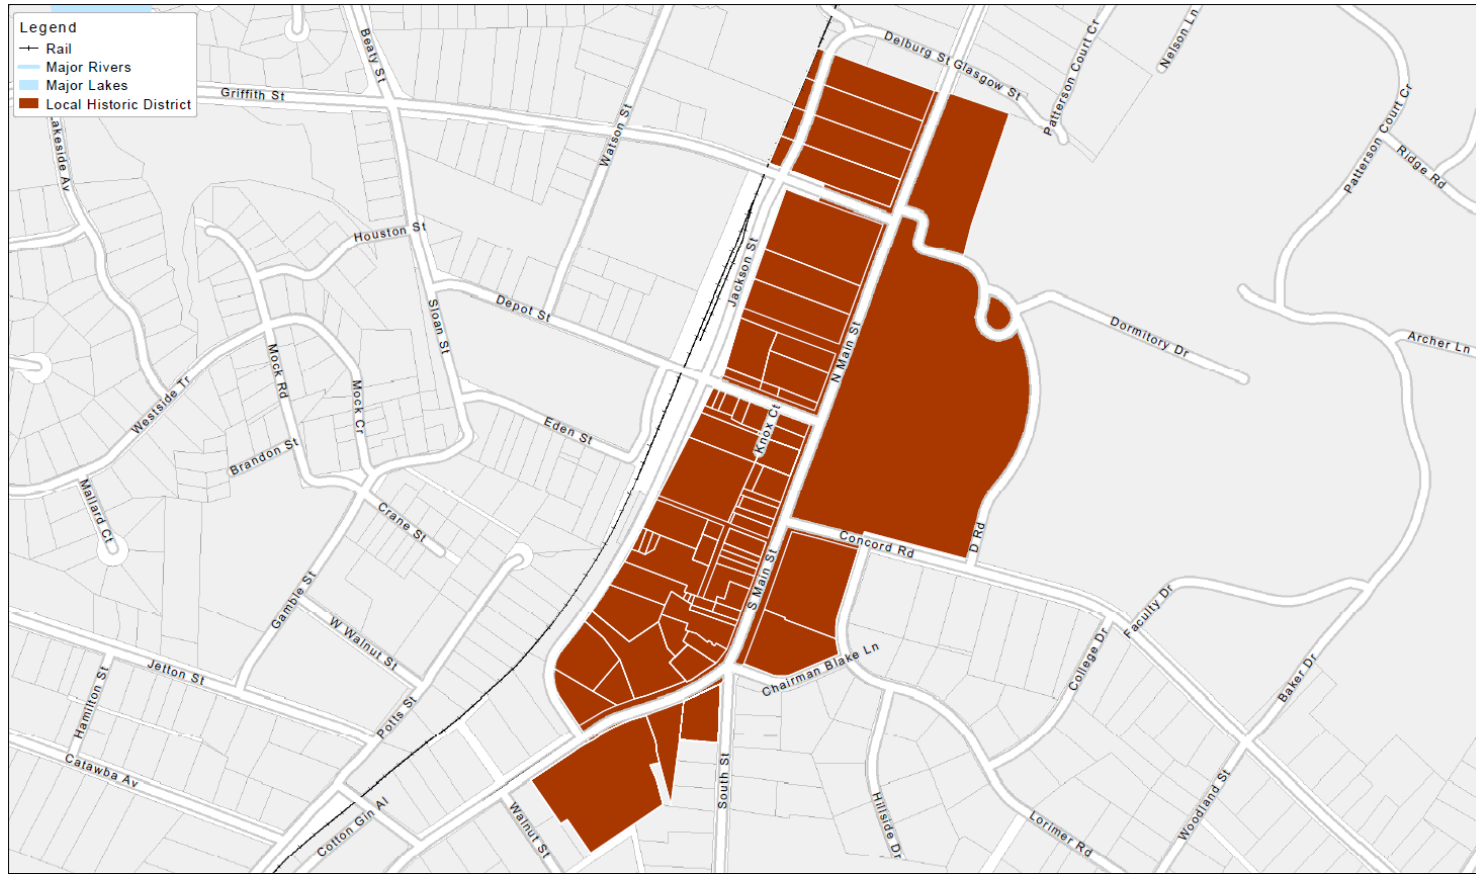 Legend
Rail
Major Rivers
Major Lakes
Local Historic District
Beaty St
Delburg St
Glasgow St
Patterson Court Cr
Nelson Ln
Griffith St
Lakeside Av
Watson St
Patterson Court Cr
Ridge Rd
Houston St
Jackson St
Depot St
Sloan St
N Main St
Dormitory Dr
Archer Ln
Mock Rd
Mock Cr
Westside Tr
Eden St
Knox Ct
Brandon St
Mallard Ct
Crane St
Concord Rd
D Rd
S Main St
Gamble St
W Walnut St
Faculty Dr
College Dr
Jetton St
Chairman Blake Ln
Baker Dr
Hamilton St
Potts St
Catawba Av
South St
Cotton Gin Al
Walnut St
Hillside Dr
Lorimer Rd
Woodland St